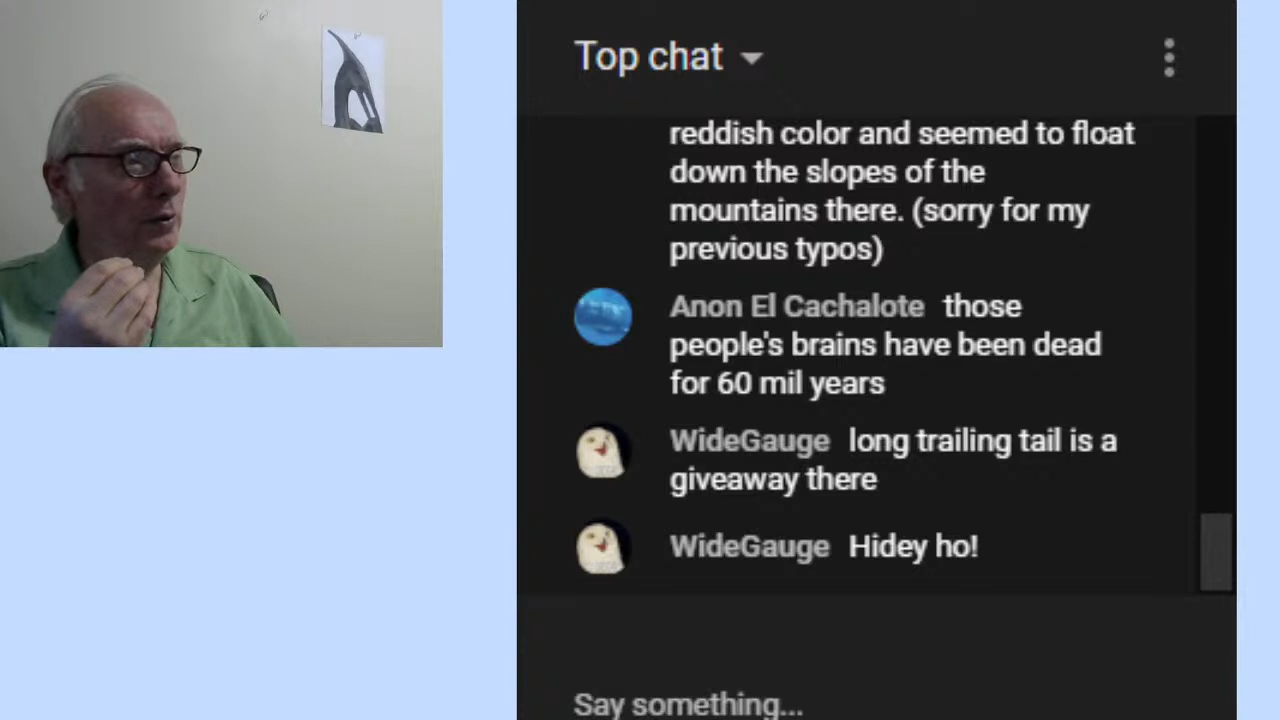 Top chat
reddish color and seemed to float
down the slopes of the
mountains there. (sorry for my
previous typos)
Anon El Cachalote those
people's brains have been dead
for 60 mil years
WideGauge long trailing tail is a
giveaway there
WideGauge Hidey ho!
Say something...